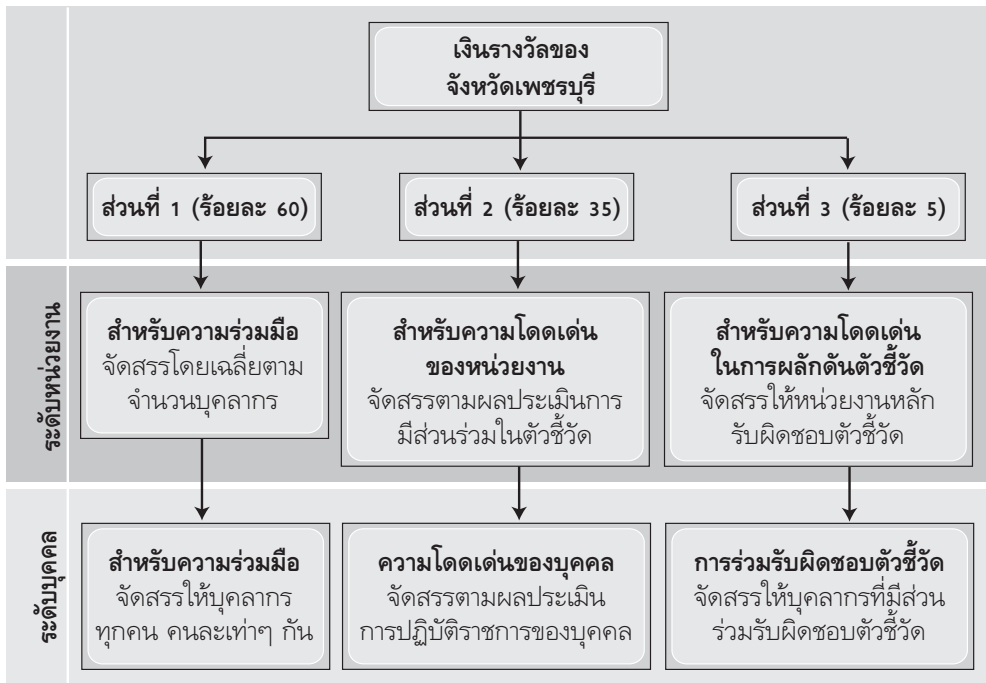 เงินรางวัลของ
จังหวัดเพชรบุรี
ส่วนที่ 1 (ร้อยละ 60)
ส่วนที่ 2 (ร้อยละ 35)
ส่วนที่ 3 (ร้อยละ 5)
ระดับหน่วยงาน
สำหรับความร่วมมือ
จัดสรรโดยเฉลี่ยตาม
จำนวนบุคลากร
สำหรับความโดดเด่น
ของหน่วยงาน
จัดสรรตามผลประเมินการ
มีส่วนร่วมในตัวชี้วัด
สำหรับความโดดเด่น
ในการผลักดันตัวชี้วัด
จัดสรรให้หน่วยงานหลัก
รับผิดชอบตัวชี้วัด
ระดับบุคคล
สำหรับความร่วมมือ
จัดสรรให้บุคลากร
ทุกคน คนละเท่าๆ กัน
ความโดดเด่นของบุคคล
จัดสรรตามผลประเมิน
การปฏิบัติราชการของบุคคล
การร่วมรับผิดชอบตัวชี้วัด
จัดสรรให้บุคลากรที่มีส่วน
ร่วมรับผิดชอบตัวชี้วัด